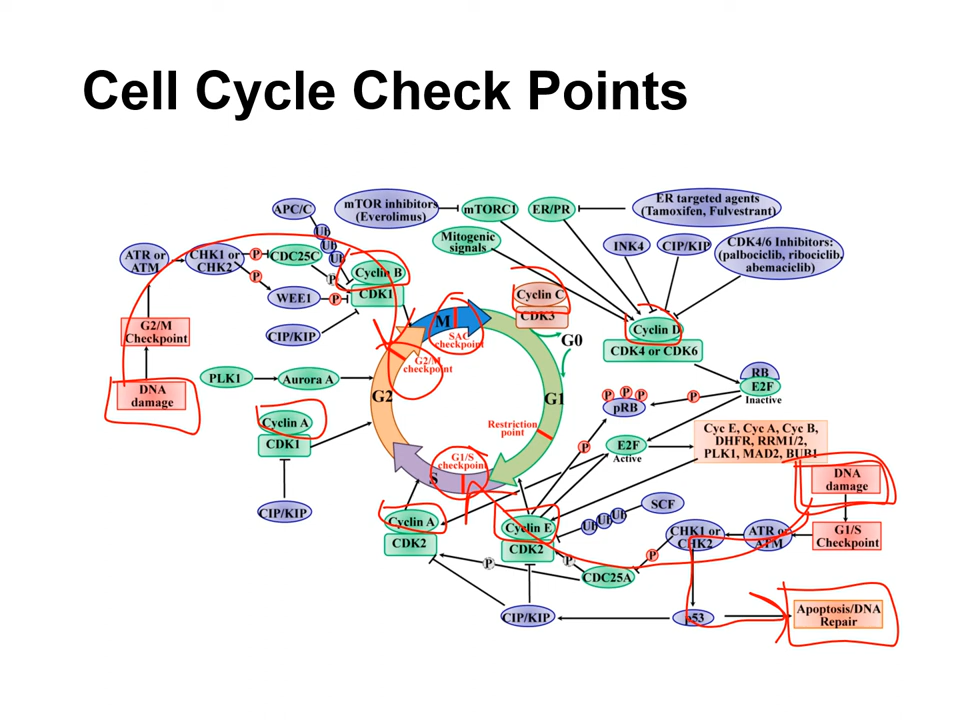 Cell Cycle Check Points
APC/C
mTOR inhibitors
(Everolimus)
mTORC1
ER/PR
ER targeted agents
(Tamoxifen, Fulvestrant)
Mitogenic
signals
INK4
CIP/KIP
CDK4/6 Inhibitors:
(palbociclib, ribociclib,
abemaciclib)
Ub
Ub
Ub
ATR or
ATM
CHK1 or
CHK2
P
CDC25C
P
Cyclin B
CDK1
P
WEE1
P
CIP/KIP
G2/M
Checkpoint
DNA
damage
PLK1
Aurora A
Cyclin A
CDK1
CIP/KIP
M
SAC
checkpoint
G2/M
checkpoint
G2
Cyclin C
CDK3
G0
G1
Restriction
point
G1/S
checkpoint
S
Cyclin D
CDK4 or CDK6
RB
E2F
Inactive
P
P
P
P
pRB
P
E2F
Active
Cyc E, Cyc A, Cyc B,
DHFR, RRM1/2,
PLK1, MAD2, BUB1
DNA
damage
G1/S
Checkpoint
ATR or
ATM
CHK1 or
CHK2
P
SCF
Ub
Ub
Ub
Cyclin A
CDK2
Cyclin E
CDK2
P
P
CDC25A
CIP/KIP
p53
Apoptosis/DNA
Repair